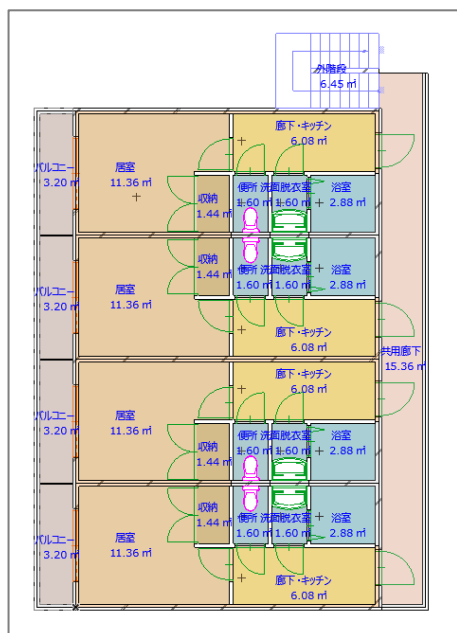 外階段
6.45 ㎡
廊下・キッチン
6.08 ㎡
バルコニー
3.20 ㎡
居室
11.36 ㎡
収納
1.44 ㎡
便所
1.60 ㎡
洗面脱衣室
1.60 ㎡
浴室
2.88 ㎡
バルコニー
3.20 ㎡
居室
11.36 ㎡
収納
1.44 ㎡
便所
1.60 ㎡
洗面脱衣室
1.60 ㎡
浴室
2.88 ㎡
廊下・キッチン
6.08 ㎡
共用廊下
15.36 ㎡
廊下・キッチン
6.08 ㎡
バルコニー
3.20 ㎡
居室
11.36 ㎡
収納
1.44 ㎡
便所
1.60 ㎡
洗面脱衣室
1.60 ㎡
浴室
2.88 ㎡
バルコニー
3.20 ㎡
居室
11.36 ㎡
収納
1.44 ㎡
便所
1.60 ㎡
洗面脱衣室
1.60 ㎡
浴室
2.88 ㎡
廊下・キッチン
6.08 ㎡